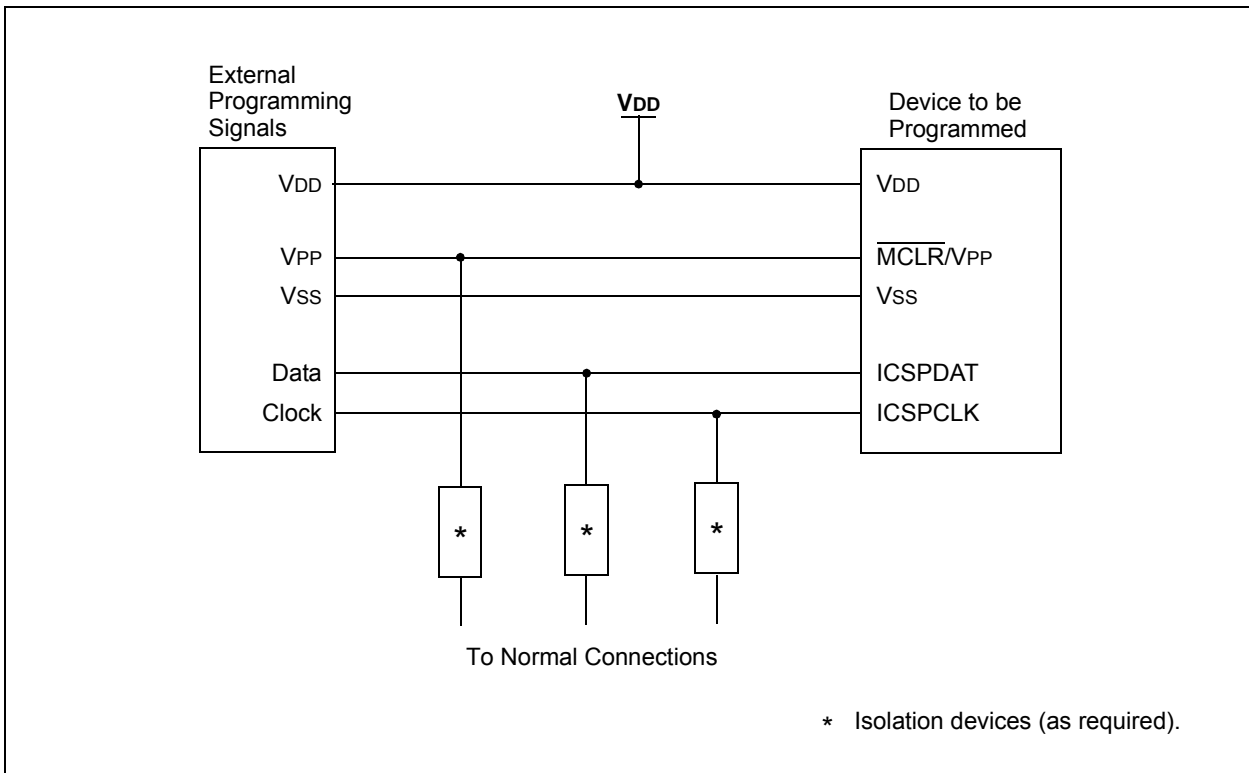 External
Programming
Signals
VDD
Device to be
Programmed
VDD
VDD
VPP
MCLR/VPP
VSS
VSS
Data
ICSPDAT
Clock
ICSPCLK
*
*
*
To Normal Connections
* Isolation devices (as required).